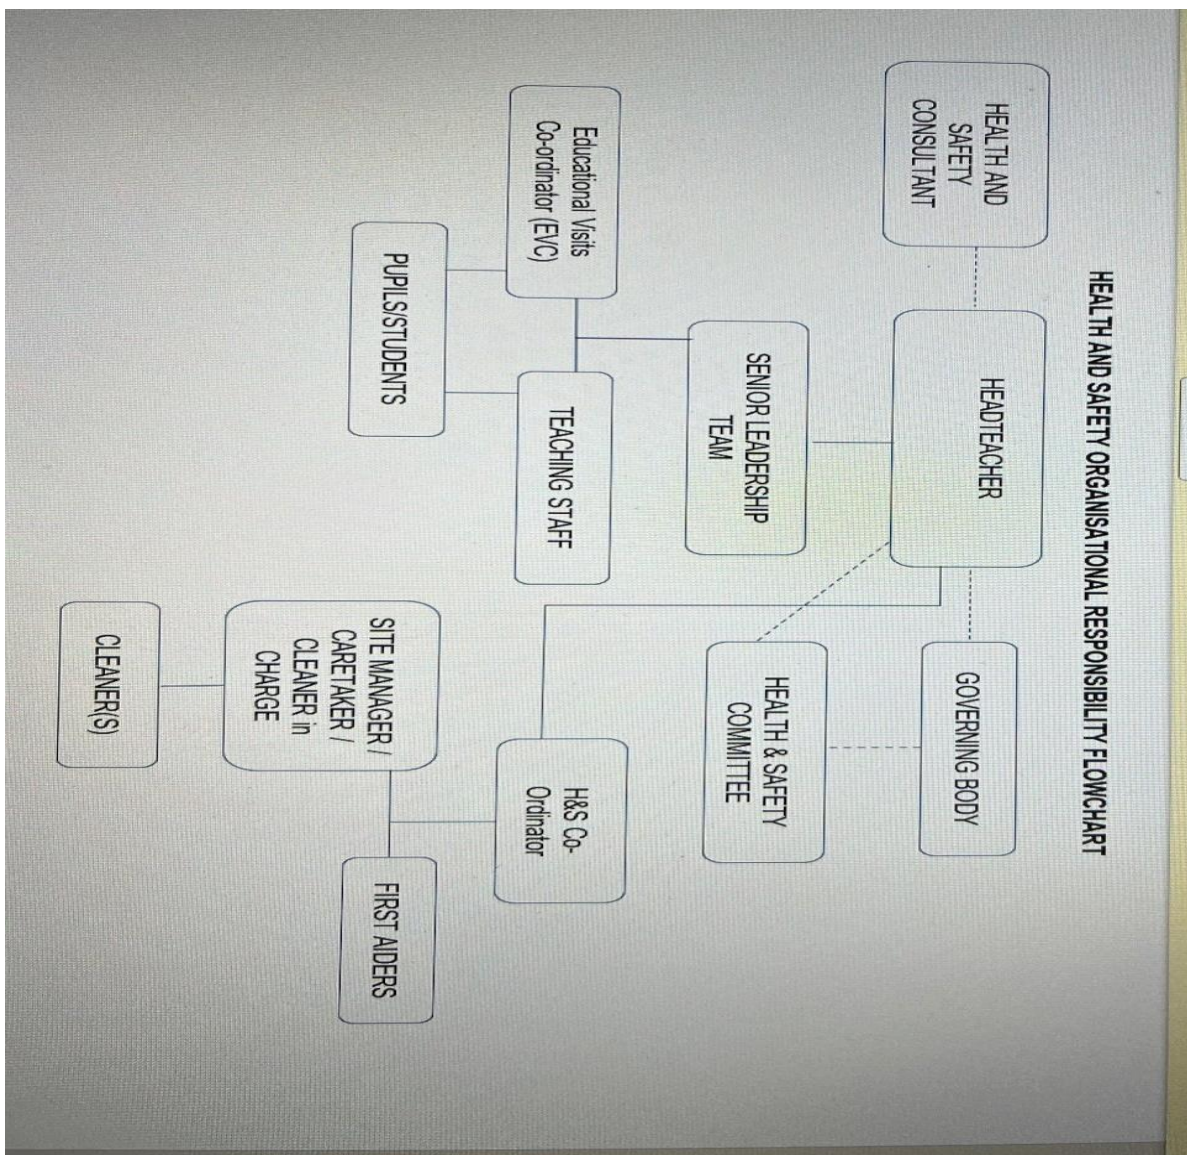 HEALTH AND SAFETY ORGANISATIONAL RESPONSIBILITY FLOWCHART
HEALTH AND
SAFETY
CONSULTANT
HEADTEACHER
GOVERNING BODY
SENIOR LEADERSHIP
TEAM
HEALTH & SAFETY
COMMITTEE
Educational Visits
Co-ordinator (EVC)
TEACHING STAFF
H&S Co-
Ordinator
PUPILS/STUDENTS
SITE MANAGER /
CARETAKER /
CLEANER in
CHARGE
FIRST AIDERS
CLEANER(S)